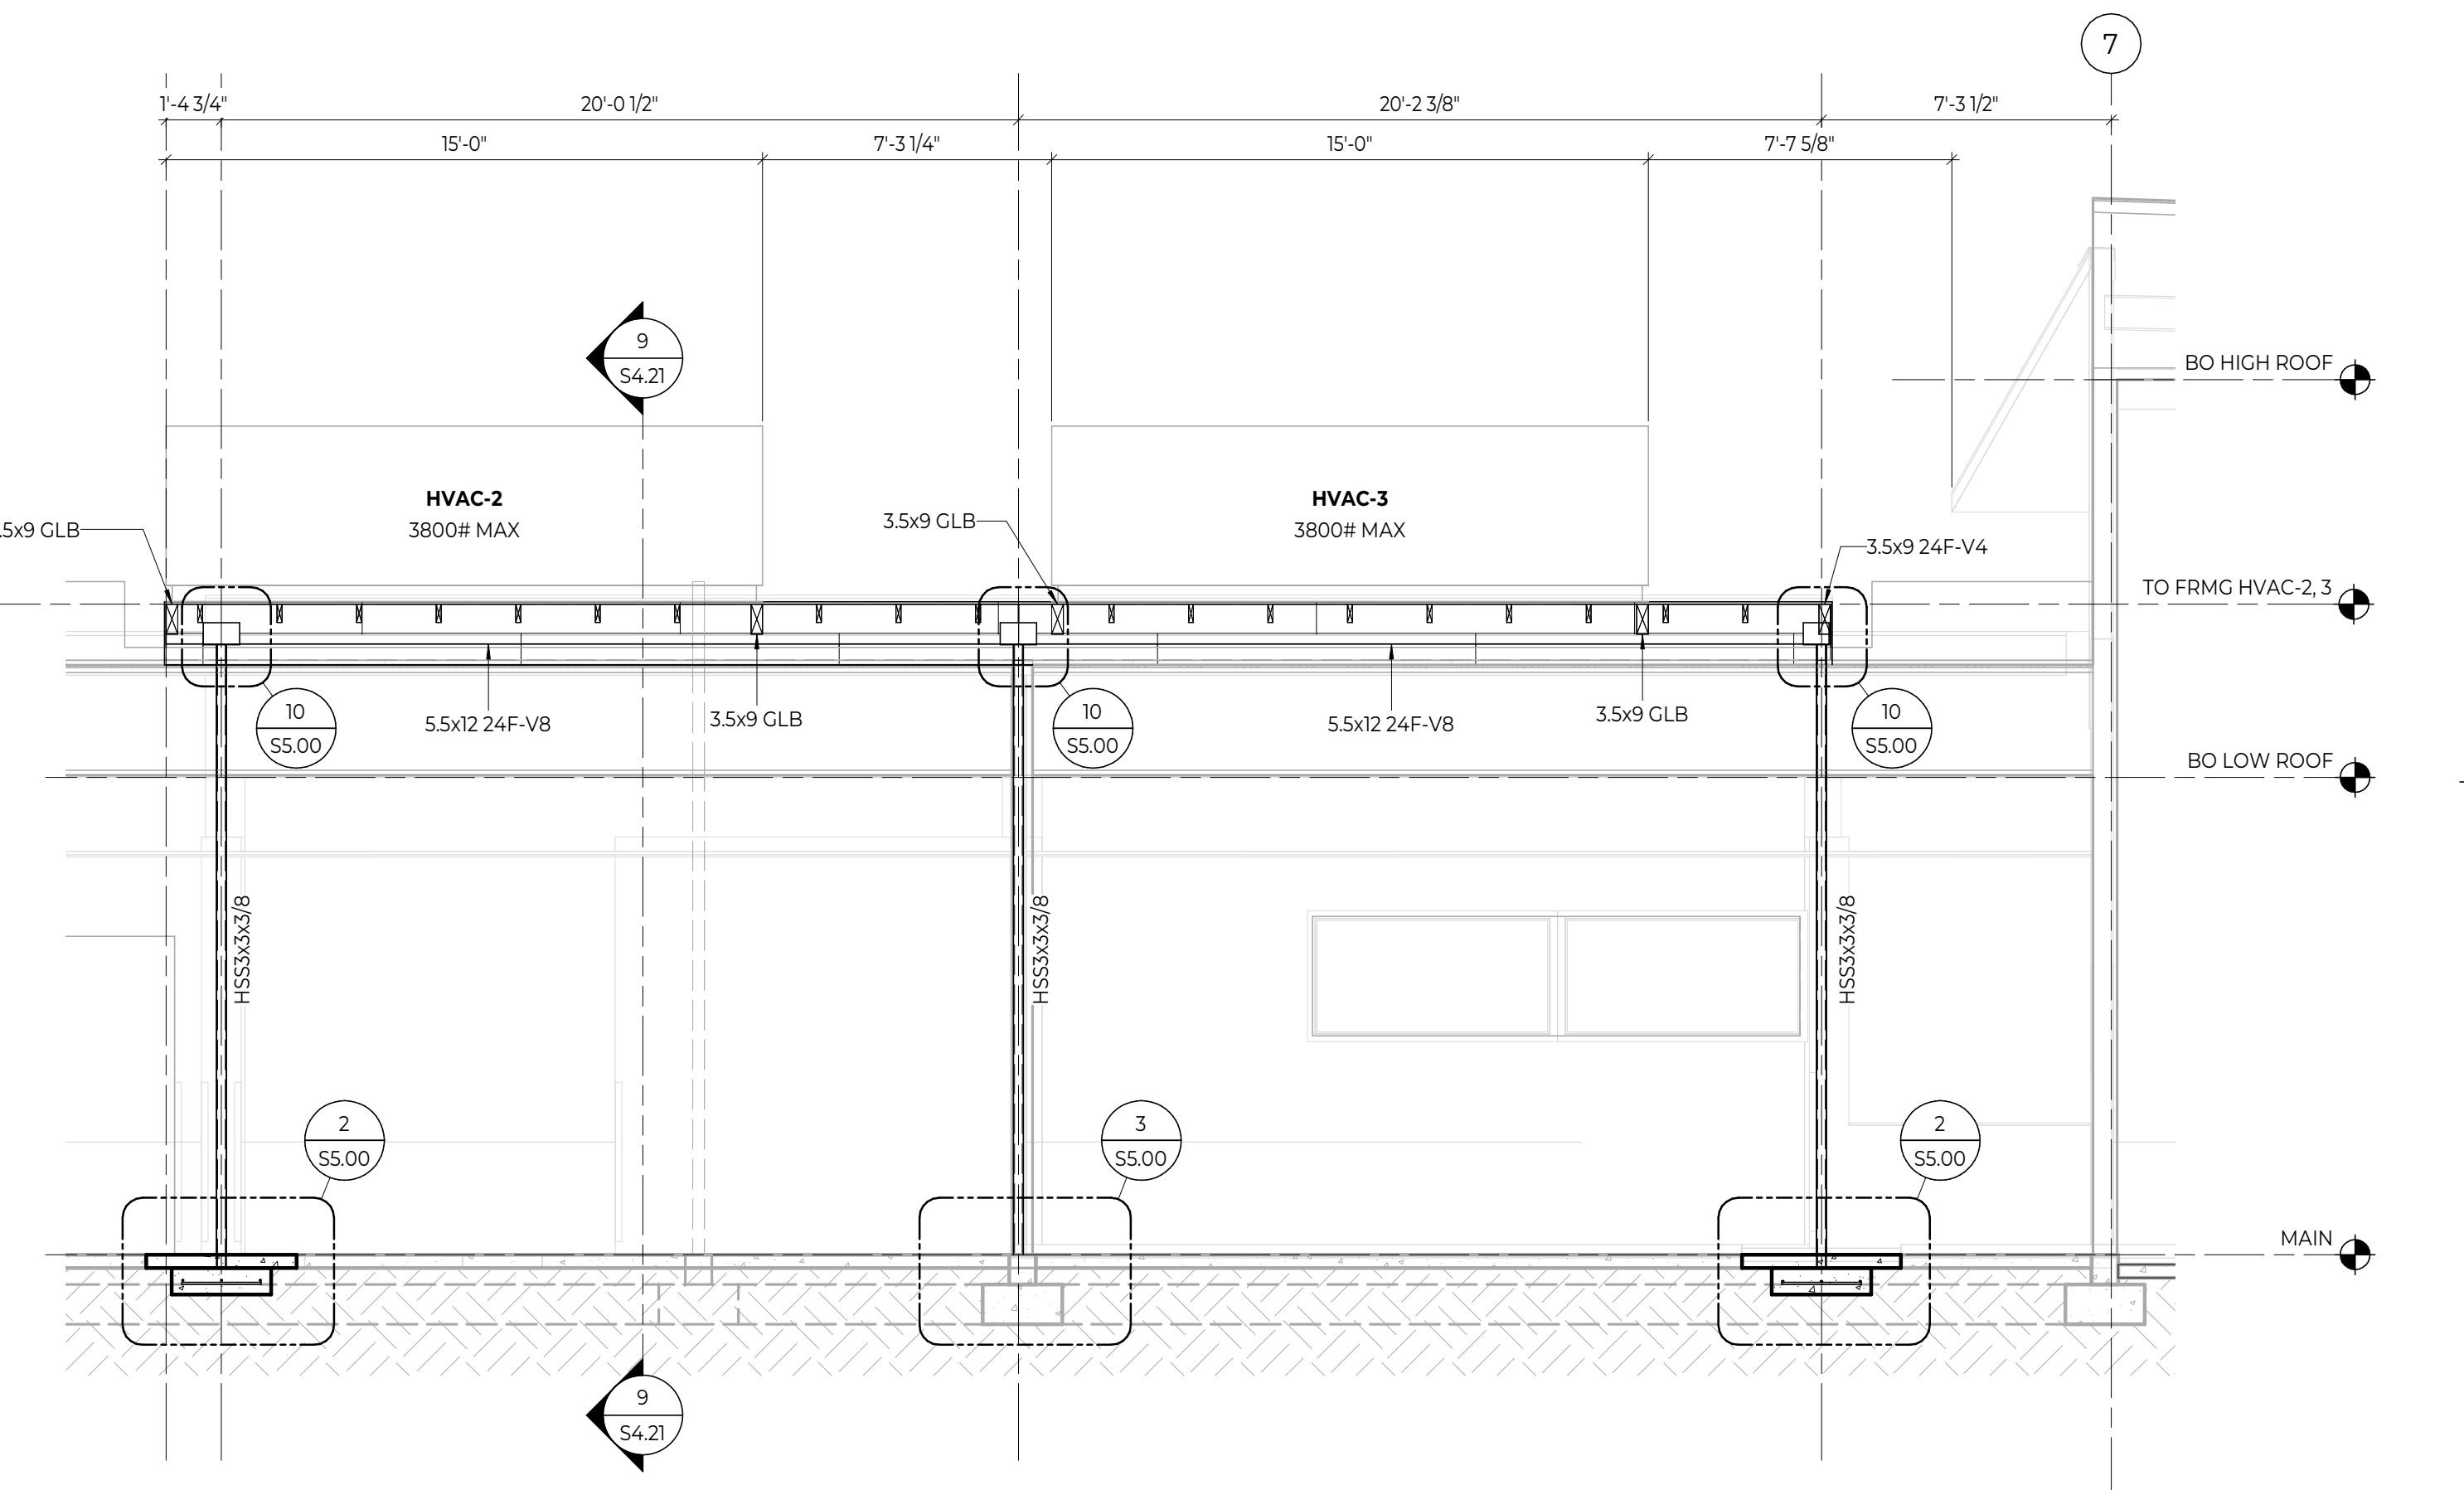 7
1'-4 3/4"
20'-0 1/2"
20'-2 3/8"
7'-3 1/2"
15'-0"
7'-3 1/4"
15'-0"
7'-7 5/8"
9
S4.21
BO HIGH ROOF
HVAC-2
3800# MAX
HVAC-3
3800# MAX
.5x9 GLB
3.5x9 GLB
3.5x9 24F-V4
TO FRMG HVAC-2, 3
10
S5.00
5.5x12 24F-V8
3.5x9 GLB
10
S5.00
5.5x12 24F-V8
3.5x9 GLB
10
S5.00
BO LOW ROOF
HSS3x3x3/8
HSS3x3x3/8
HSS3x3x3/8
2
S5.00
3
S5.00
2
S5.00
MAIN
9
S4.21